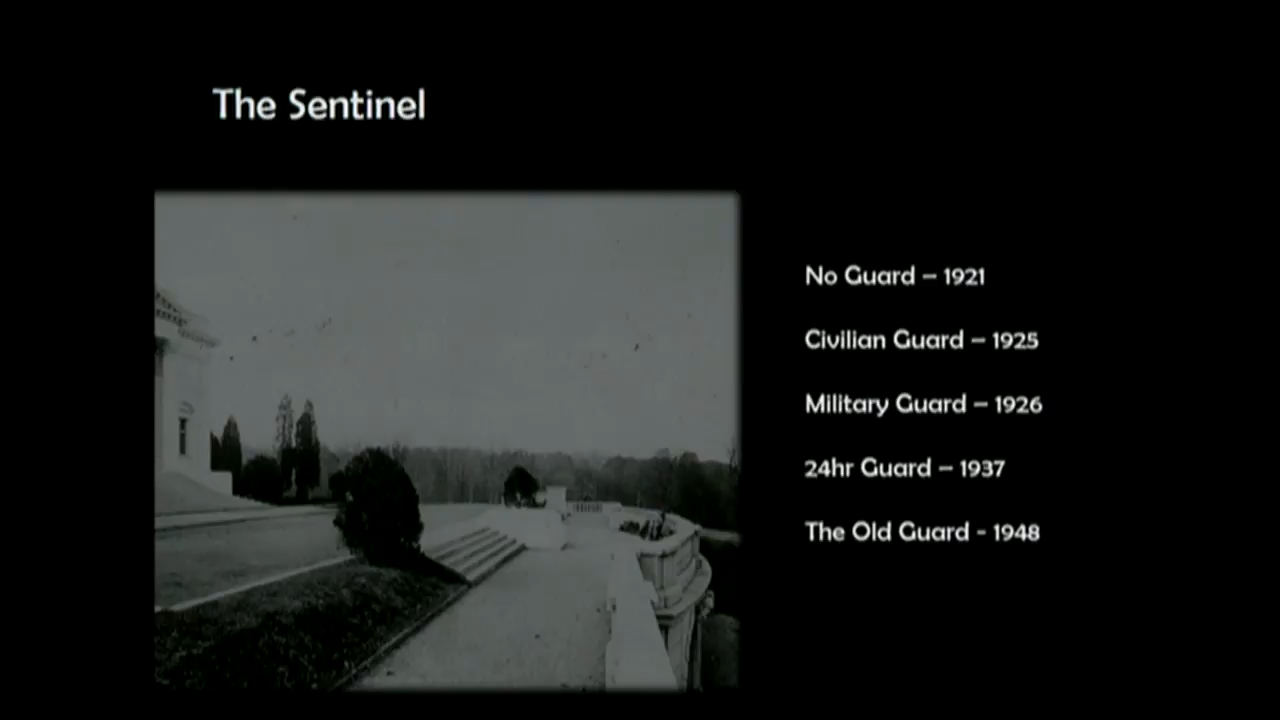 The Sentinel
No Guard – 1921
Civilian Guard – 1925
Military Guard – 1926
24hr Guard – 1937
The Old Guard - 1948